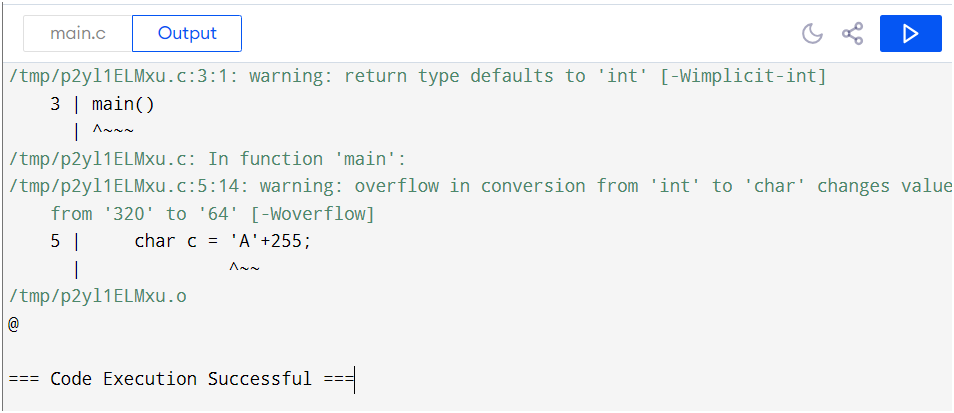 main.c Output
/tmp/p2yl1ELMxu.c:3:1: warning: return type defaults to 'int' [-Wimplicit-int]
    3 | main()
      | ^~~~
/tmp/p2yl1ELMxu.c: In function 'main':
/tmp/p2yl1ELMxu.c:5:14: warning: overflow in conversion from 'int' to 'char' changes value
    from '320' to '64' [-Woverflow]
    5 |     char c = 'A'+255;
      |              ^~~
/tmp/p2yl1ELMxu.o
@
=== Code Execution Successful ===